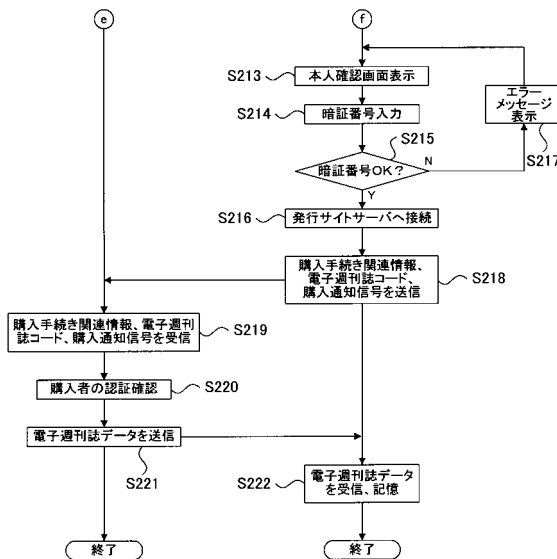 e
f
S213
本人確認画面表示
S214
暗証番号入力
エラー
メッセージ
表示
S217
S215
暗証番号OK?
N
Y
S216
発行サイトサーバへ接続
購入手続き関連情報、
電子週刊誌コード、
購入通知信号を送信
S218
購入手続き関連情報、電子週刊
誌コード、購入通知信号を受信
S219
購入者の認証確認
S220
電子週刊誌データを送信
S221
S222
電子週刊誌データ
を受信、記憶
終了
終了